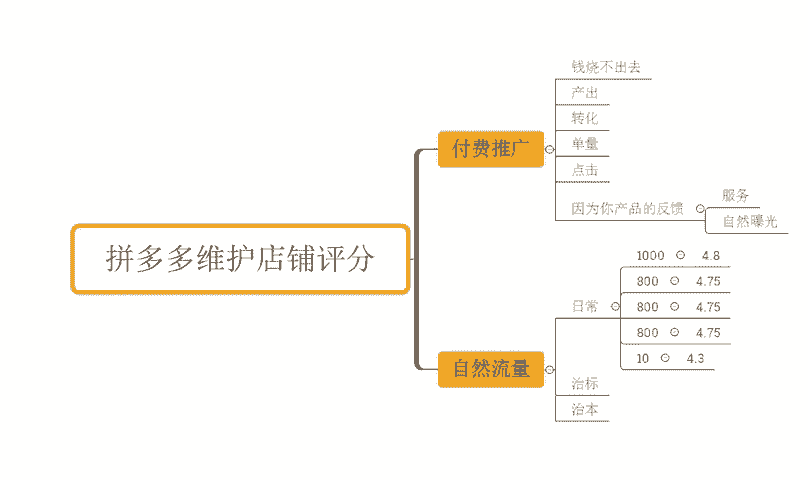 拼多多维护店铺评分
付费推广
钱烧不出去
产出
转化
单量
点击
因为你产品的反馈
服务
自然曝光
自然流量
日常
1000 4.8
800 4.75
800 4.75
800 4.75
10 4.3
治标
治本